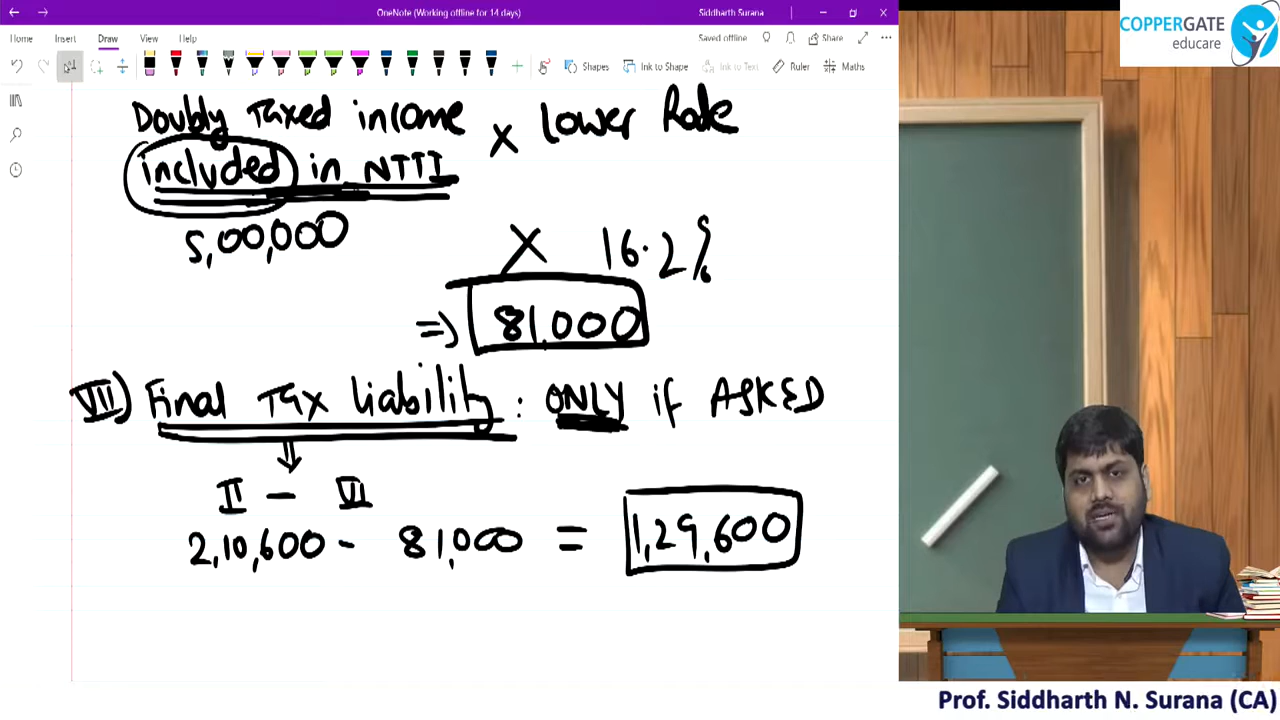 OneNote (Working offline for 14 days)
Siddharth Surana
Home Insert Draw View Help
Saved offline
Share
Shapes
Ink to Shape
Ink to Text
Ruler
Maths
COPPERGATE
educare
Doubly Taxed income × Lower Rate
included in NTTI
5,00,000 × 16.2%
=> 81,000
VII) Final Tax Liability : ONLY if ASKED
II - VI
2,10,600 - 81,000 = 1,29,600
Prof. Siddharth N. Surana (CA)